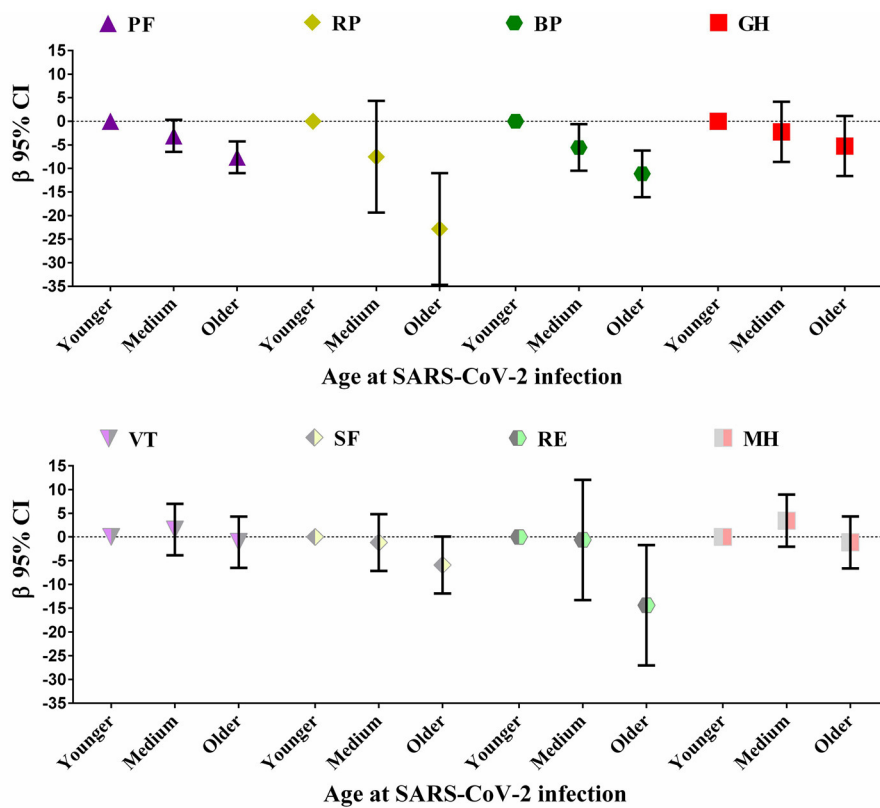 PF RP BP GH
β 95% CI
15
10
5
0
-5
-10
-15
-20
-25
-30
-35
Younger Medium Older Younger Medium Older Younger Medium Older Younger Medium Older
Age at SARS-CoV-2 infection
VT SF RE MH
β 95% CI
15
10
5
0
-5
-10
-15
-20
-25
-30
-35
Younger Medium Older Younger Medium Older Younger Medium Older Younger Medium Older
Age at SARS-CoV-2 infection